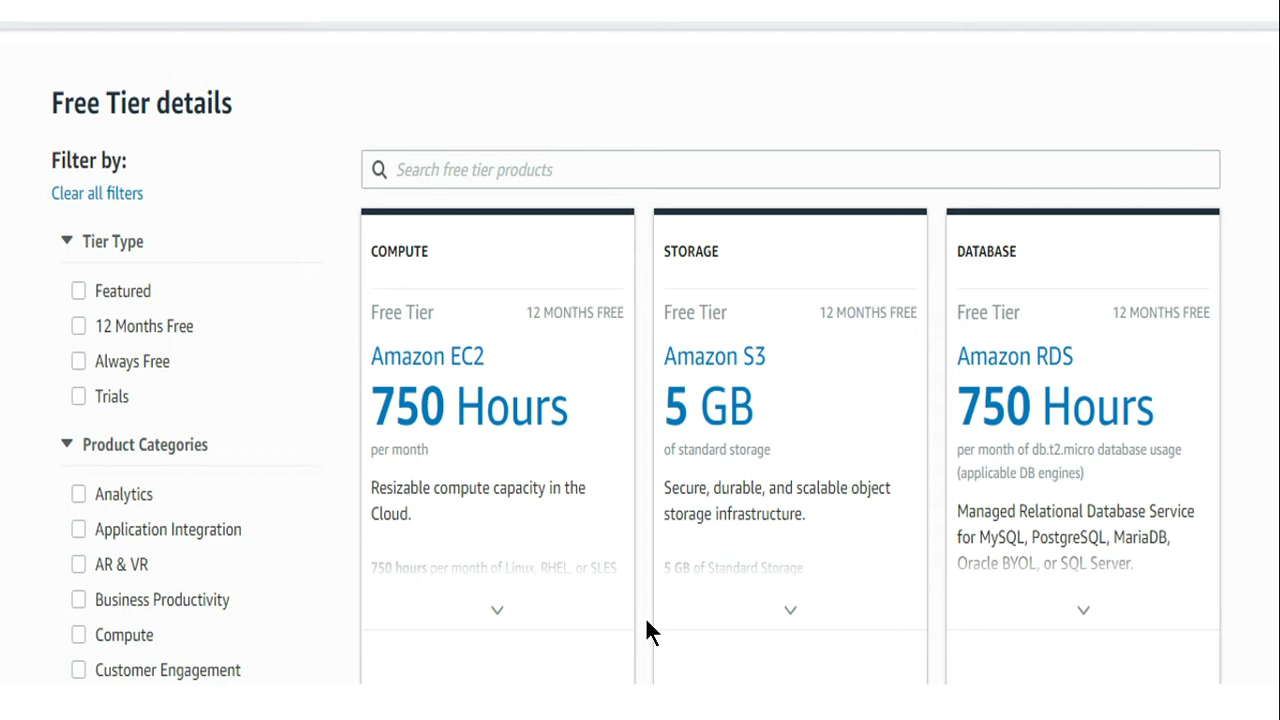 Free Tier details
Filter by:
Clear all filters
Tier Type
Featured
12 Months Free
Always Free
Trials
Product Categories
Analytics
Application Integration
AR & VR
Business Productivity
Compute
Customer Engagement
Search free tier products
COMPUTE
Free Tier 12 MONTHS FREE
Amazon EC2
750 Hours
per month
Resizable compute capacity in the
Cloud.
750 hours per month of Linux, RHEL, or SLES
STORAGE
Free Tier 12 MONTHS FREE
Amazon S3
5 GB
of standard storage
Secure, durable, and scalable object
storage infrastructure.
5 GB of Standard Storage
DATABASE
Free Tier 12 MONTHS FREE
Amazon RDS
750 Hours
per month of db.t2.micro database usage
(applicable DB engines)
Managed Relational Database Service
for MySQL, PostgreSQL, MariaDB,
Oracle BYOL, or SQL Server.